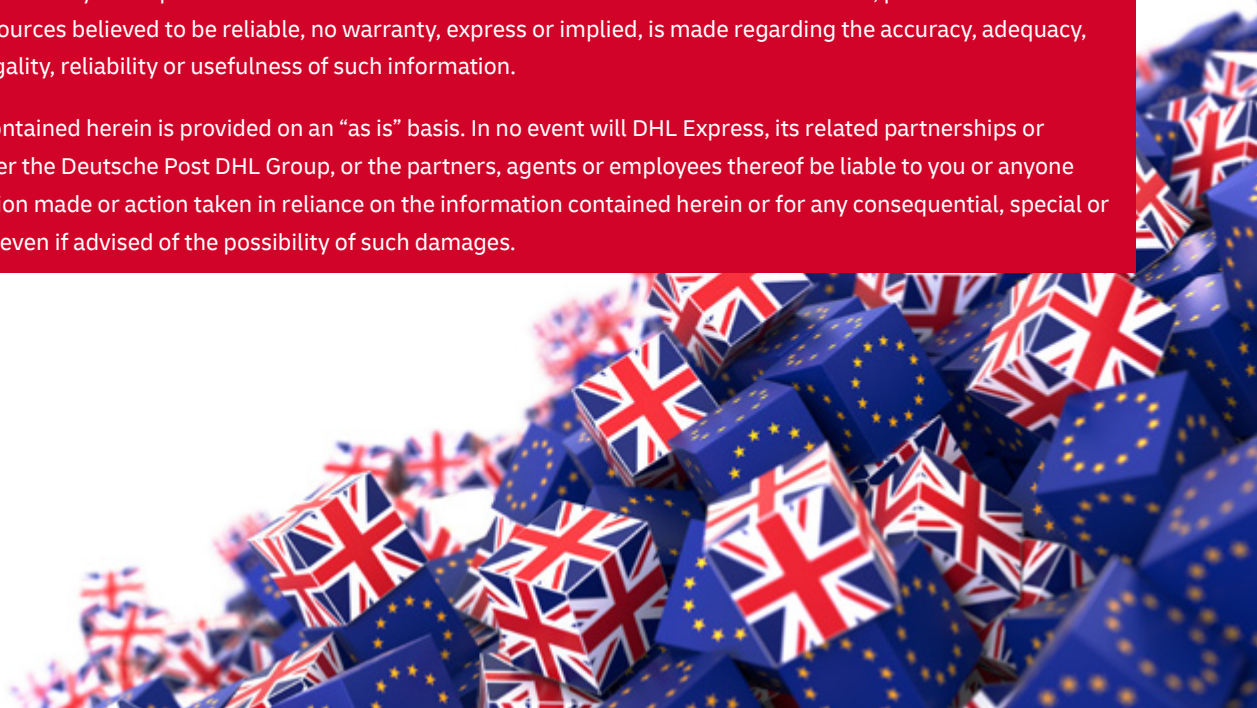 ources believed to be reliable, no warranty, express or implied, is made regarding the accuracy, adequacy,
gality, reliability or usefulness of such information.
ontained herein is provided on an “as is” basis. In no event will DHL Express, its related partnerships or
er the Deutsche Post DHL Group, or the partners, agents or employees thereof be liable to you or anyone
ion made or action taken in reliance on the information contained herein or for any consequential, special or
even if advised of the possibility of such damages.